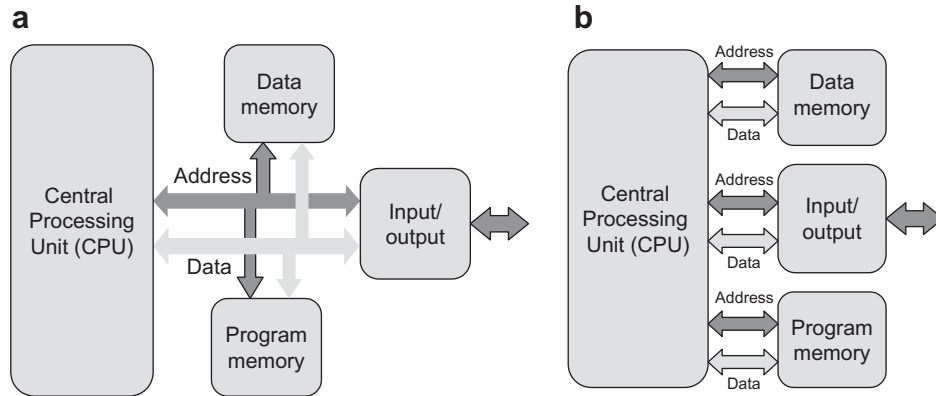 a
Data
memory
Address
Central
Processing
Unit (CPU)
Input/
output
Data
Program
memory
b
Address
Data
memory
Data
Central
Processing
Unit (CPU)
Address
Input/
output
Data
Address
Program
memory
Data